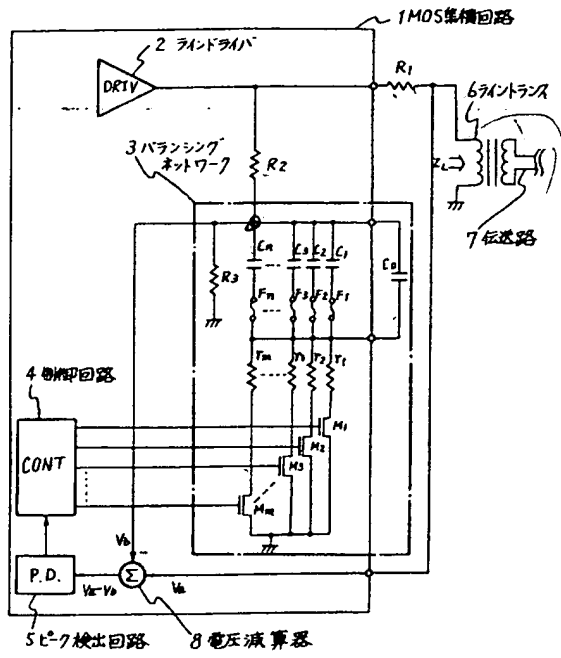 1MOS集積回路
2 ラインドライバ
DRIV
R1
6ライントランス
3バランシング
ネットワーク
R2
ZL
7伝送路
Cn
C3
C2
C1
C0
R3
Fn
F3
F2
F1
rm
r3
r2
r1
4制御回路
CONT
M1
M2
M3
Mm
Vb
-
P.D.
Va-Vb
Σ
Va
5ピーク検出回路
8電圧減算器